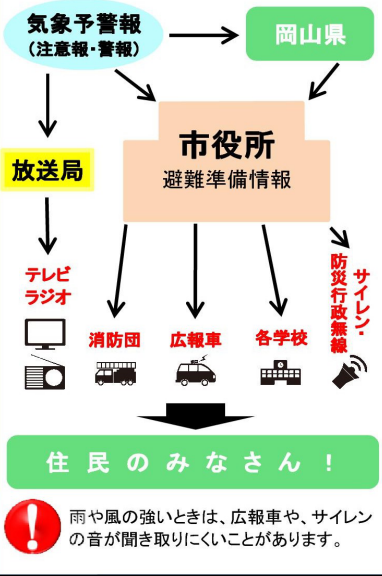 気象予警報
(注意報・警報)
岡山県
市役所
避難準備情報
放送局
テレビ
ラジオ
消防団
広報車
各学校
サイレン・
防災行政無線
住民のみなさん!
雨や風の強いときは、広報車や、サイレン
の音が聞き取りにくいことがあります。